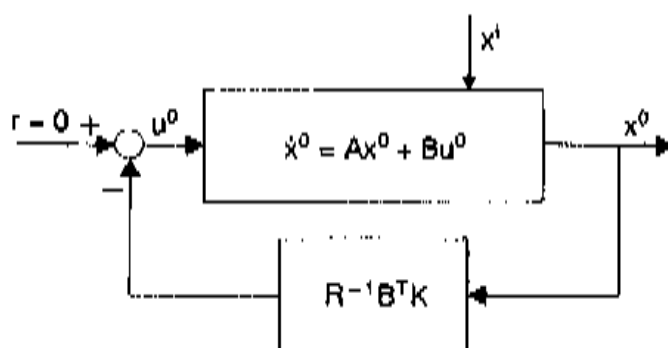 xⁱ
r = 0 +
u⁰
ẋ⁰ = Ax⁰ + Bu⁰
x⁰
−
R⁻¹BᵀK